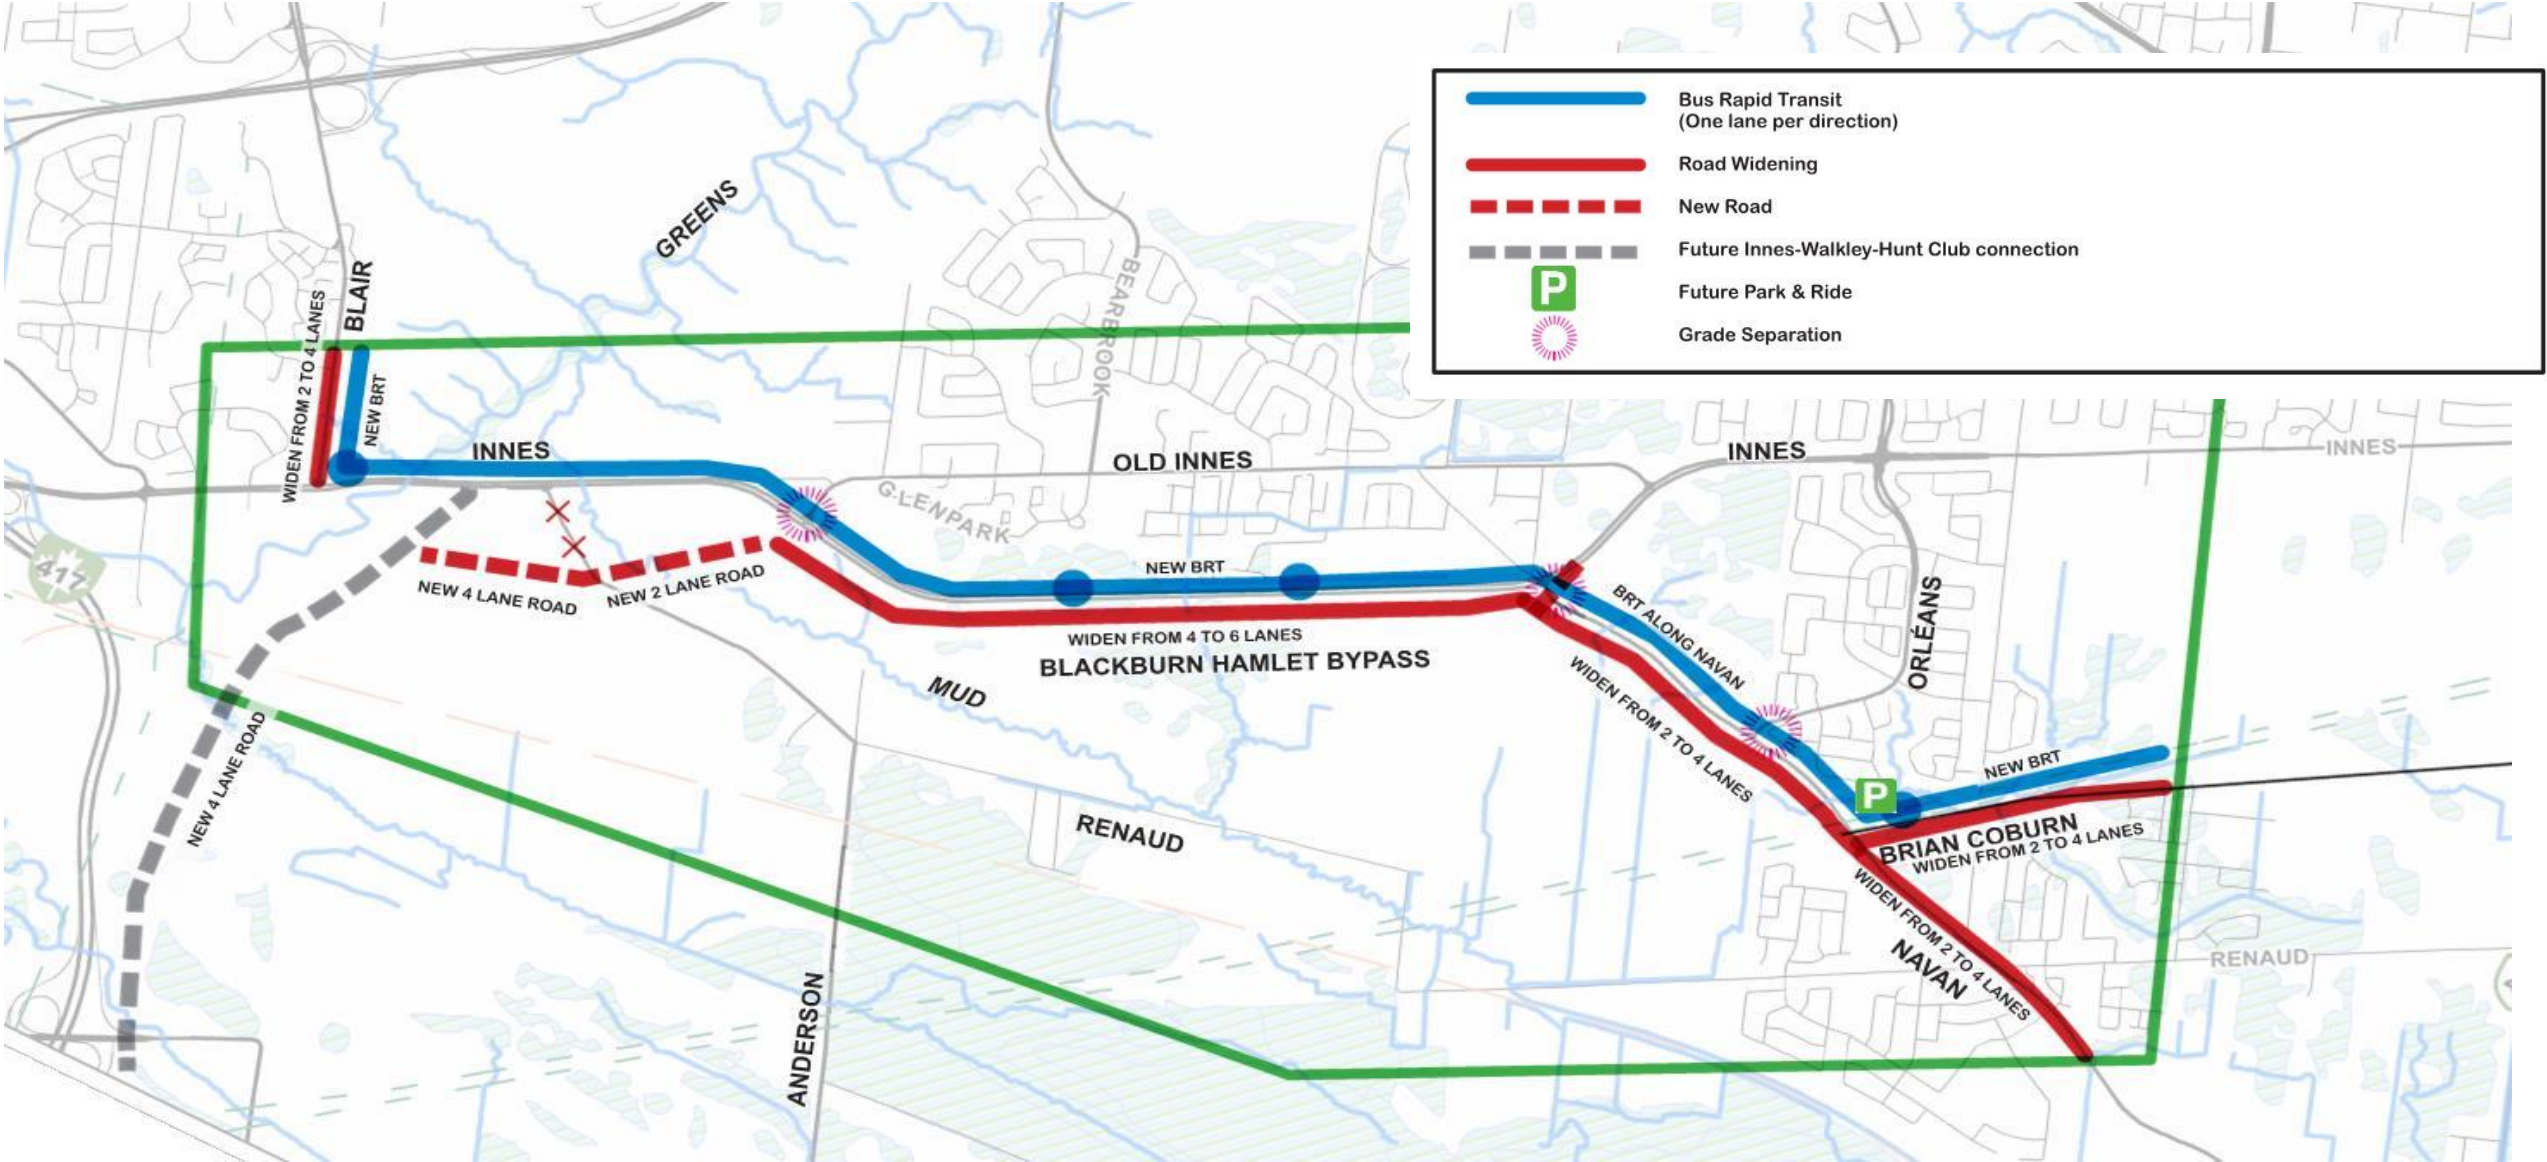 Bus Rapid Transit
(One lane per direction)
Road Widening
New Road
Future Innes-Walkley-Hunt Club connection
P
Future Park & Ride
Grade Separation
GREENS
BLAIR
WIDEN FROM 2 TO 4 LANES
NEW BRT
BEARBROOK
INNES
OLD INNES
INNES
INNES
GLENPARK
417
NEW 4 LANE ROAD
NEW 2 LANE ROAD
NEW BRT
BRT ALONG NAVAN
ORLÉANS
WIDEN FROM 4 TO 6 LANES
BLACKBURN HAMLET BYPASS
MUD
WIDEN FROM 2 TO 4 LANES
NEW 4 LANE ROAD
P
NEW BRT
RENAUD
BRIAN COBURN
WIDEN FROM 2 TO 4 LANES
WIDEN FROM 2 TO 4 LANES
NAVAN
RENAUD
ANDERSON